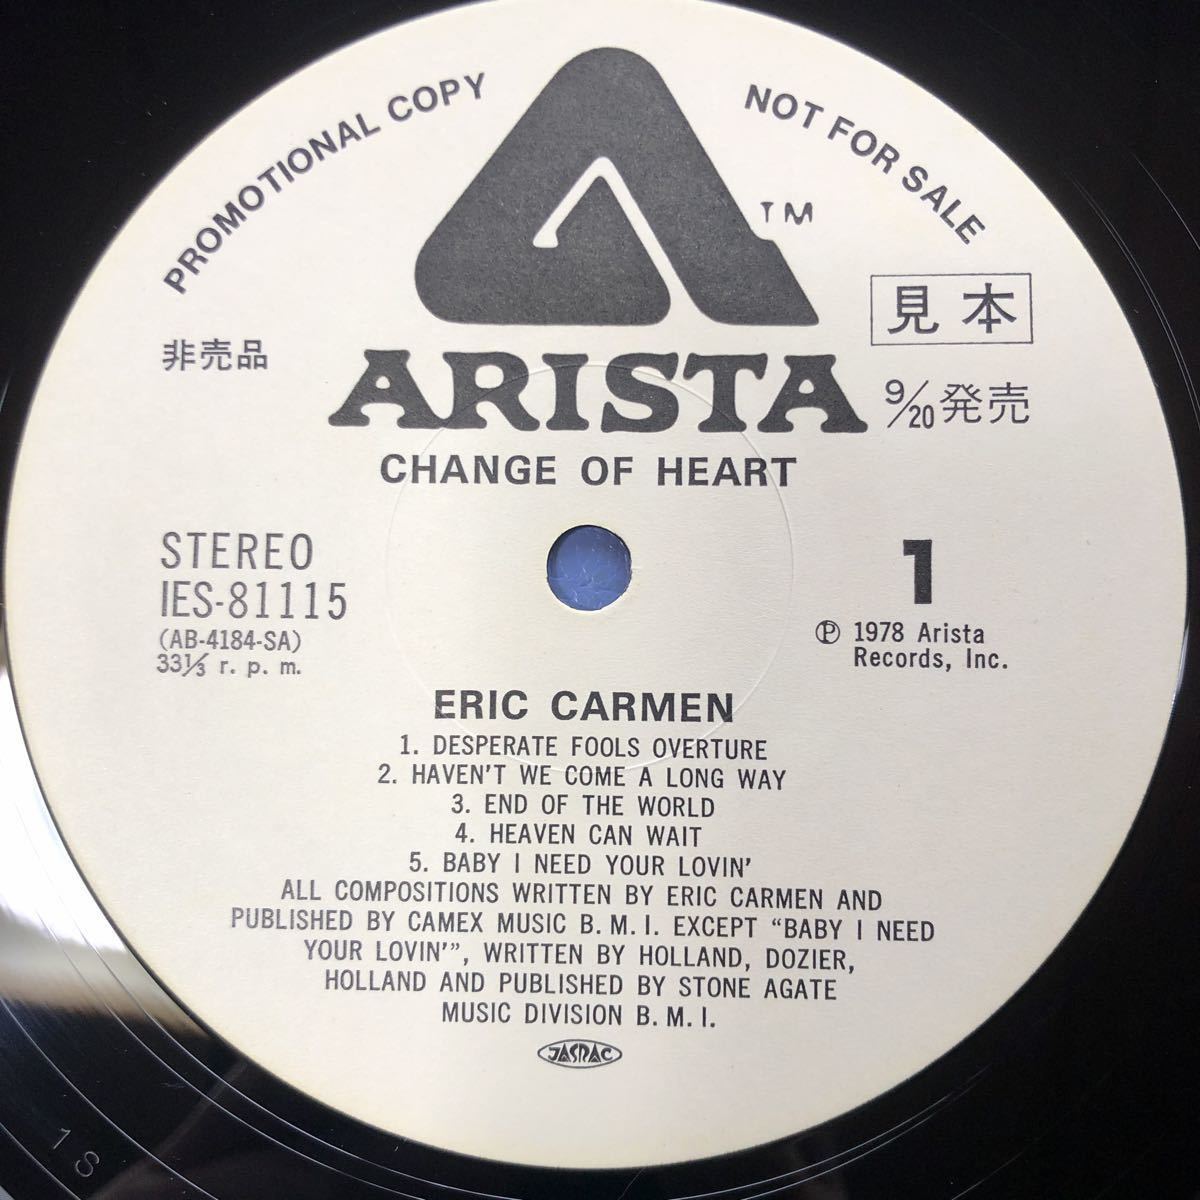 PROMOTIONAL COPY
NOT FOR SALE
TM
見本
非売品
ARISTA
9/20発売
CHANGE OF HEART
STEREO
IES-81115
(AB-4184-SA)
33⅓ r. p. m.
1
Ⓟ 1978 Arista
Records, Inc.
ERIC CARMEN
1. DESPERATE FOOLS OVERTURE
2. HAVEN'T WE COME A LONG WAY
3. END OF THE WORLD
4. HEAVEN CAN WAIT
5. BABY I NEED YOUR LOVIN'
ALL COMPOSITIONS WRITTEN BY ERIC CARMEN AND
PUBLISHED BY CAMEX MUSIC B. M. I. EXCEPT “BABY I NEED
YOUR LOVIN'”, WRITTEN BY HOLLAND, DOZIER,
HOLLAND AND PUBLISHED BY STONE AGATE
MUSIC DIVISION B. M. I.
JASRAC
1 S